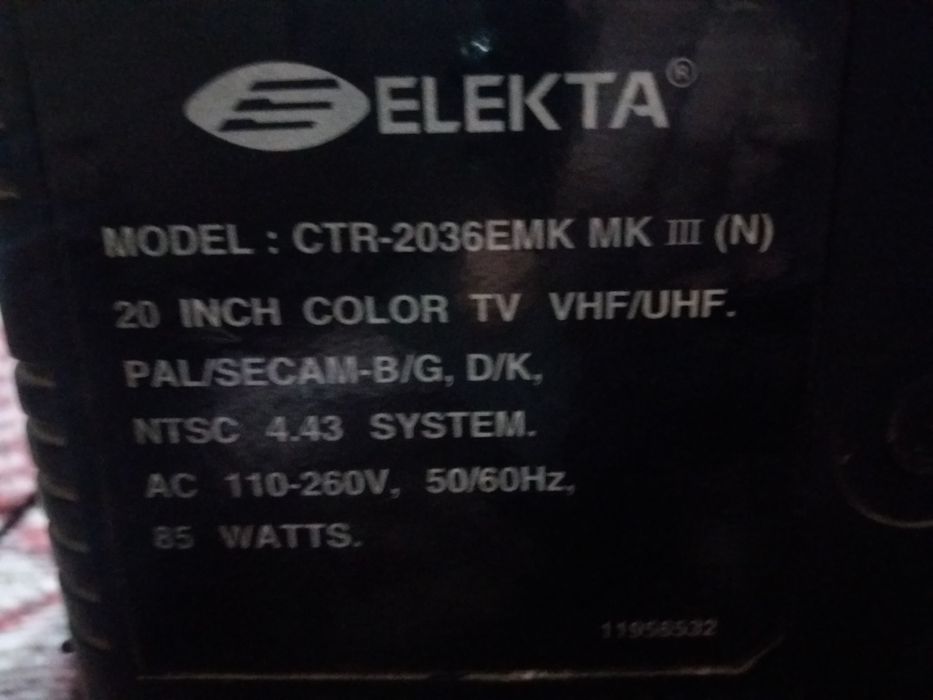 ELEKTA®
MODEL : CTR-2036EMK MK III (N)
20 INCH COLOR TV VHF/UHF.
PAL/SECAM-B/G, D/K,
NTSC 4.43 SYSTEM.
AC 110-260V, 50/60Hz,
85 WATTS.